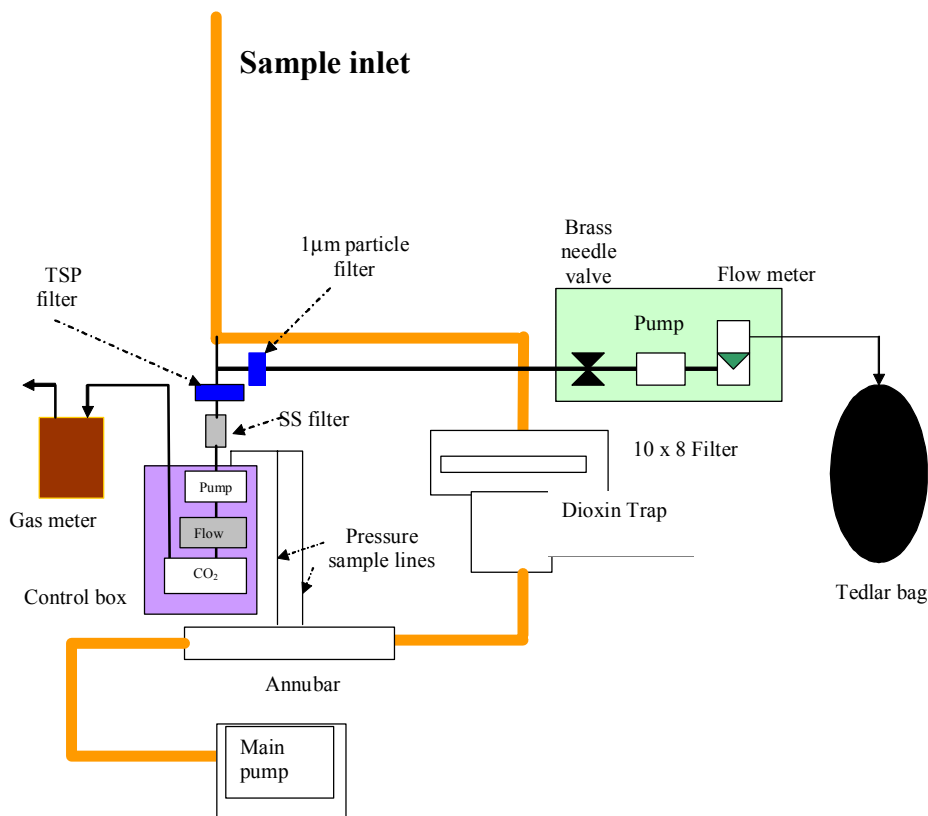 Sample inlet
Brass
needle
valve
1μm particle
filter
TSP
filter
Flow meter
Pump
SS filter
10 x 8 Filter
Pump
Dioxin Trap
Gas meter
Flow
Pressure
sample lines
CO₂
Control box
Tedlar bag
Annubar
Main
pump